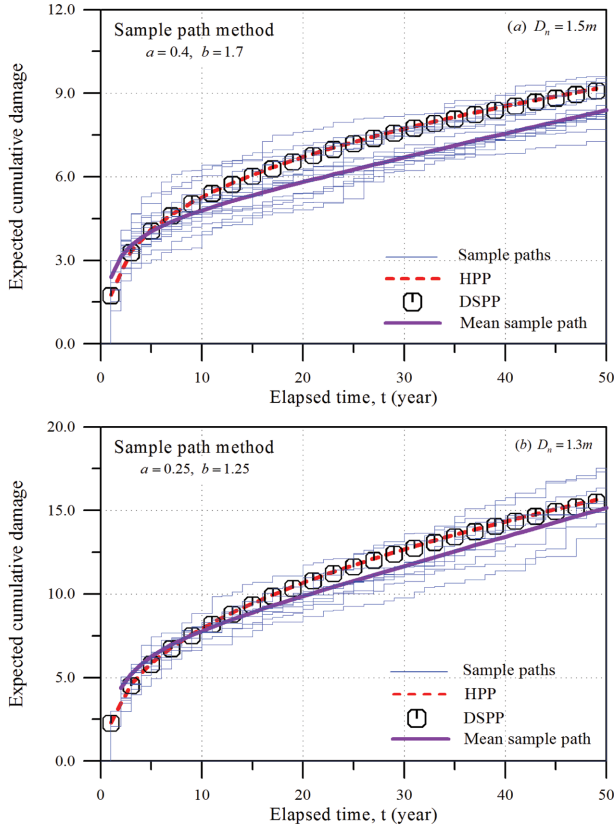 12.0
Sample path method
a = 0.4, b = 1.7
(a) Dₙ = 1.5m
9.0
6.0
3.0
0.0
Expected cumulative damage
Sample paths
HPP
DSPP
Mean sample path
0 10 20 30 40 50
Elapsed time, t (year)
20.0
Sample path method
a = 0.25, b = 1.25
(b) Dₙ = 1.3m
15.0
10.0
5.0
0.0
Expected cumulative damage
Sample paths
HPP
DSPP
Mean sample path
0 10 20 30 40 50
Elapsed time, t (year)